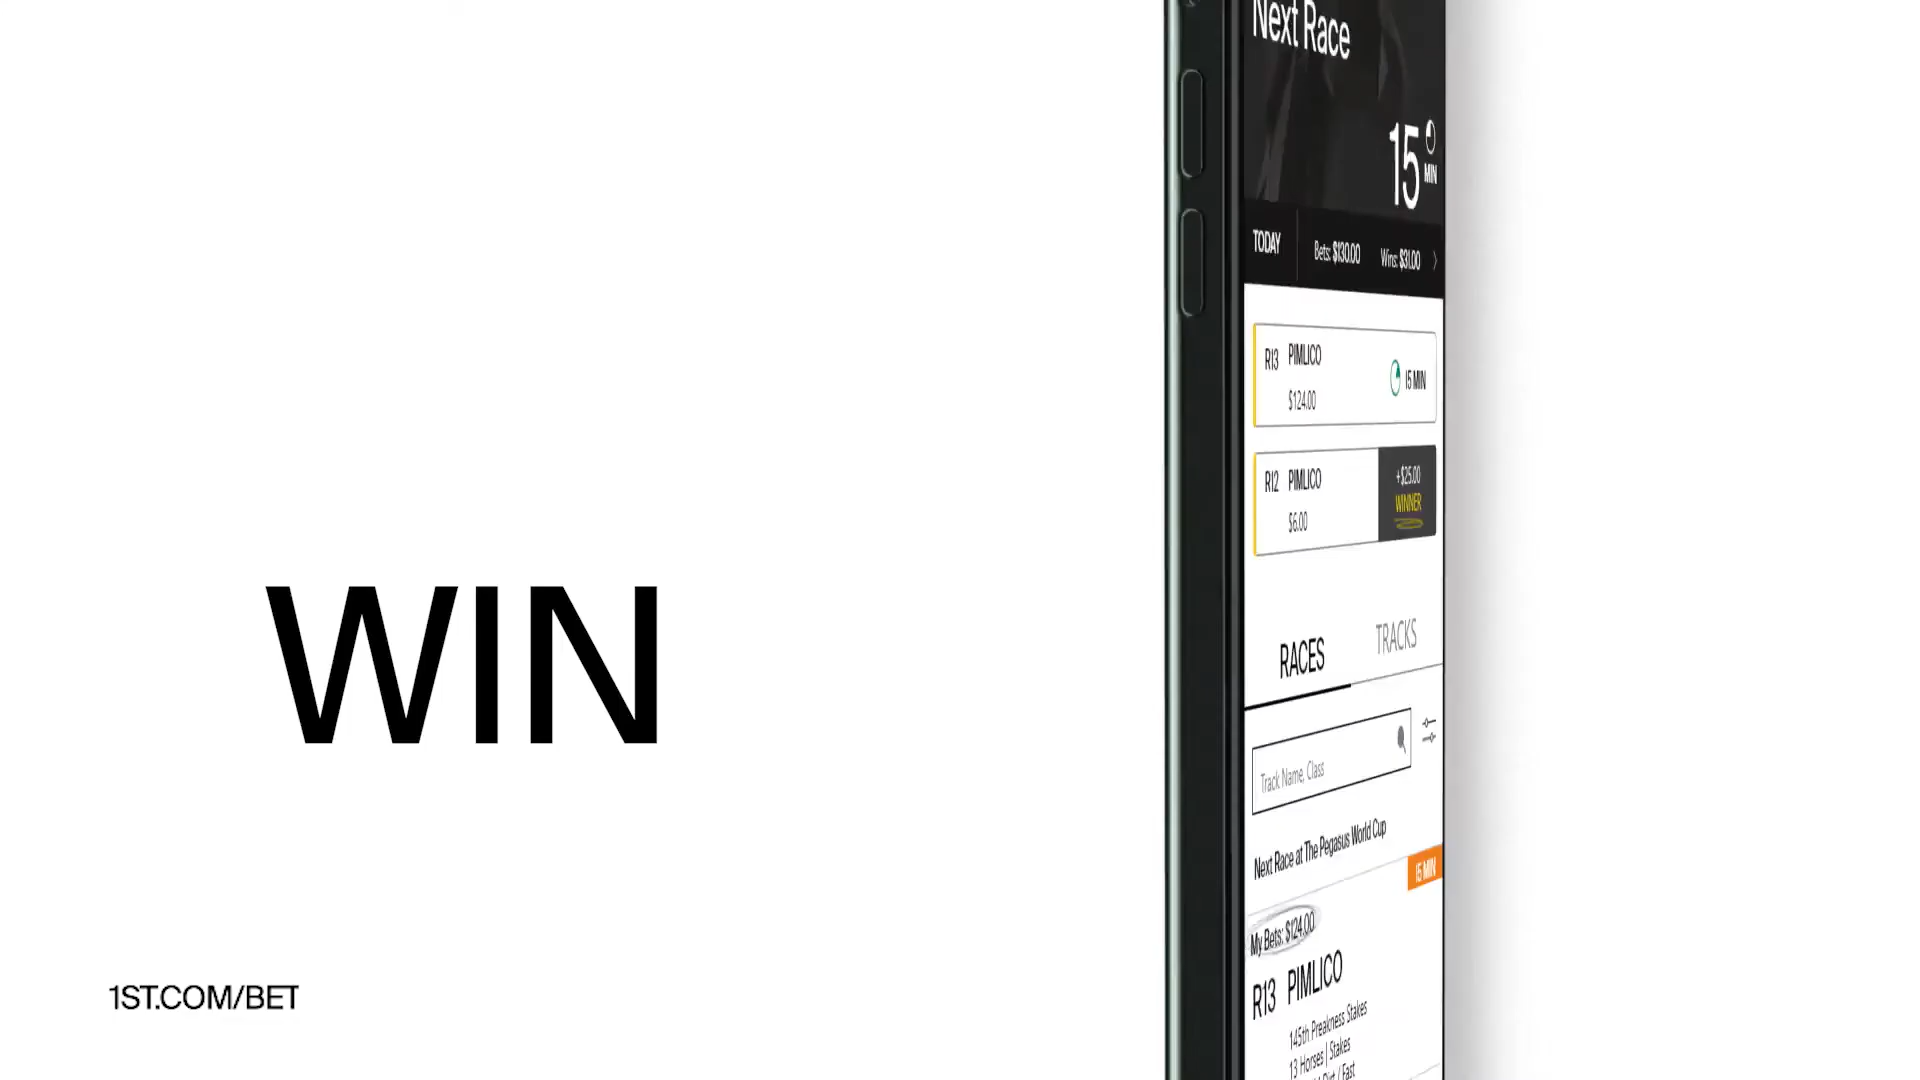 WIN
1ST.COM/BET
Next Race
15 MIN
TODAY Bets: $130.00 Wins: $31.00
R13 PIMLICO
$124.00
15 MIN
R12 PIMLICO
$6.00
+$25.00
WINNER
RACES TRACKS
Track Name, Class
Next Race at The Pegasus World Cup
15 MIN
My Bets: $124.00
R13 PIMLICO
145th Preakness Stakes
13 Horses | Stakes
Dirt / Fast